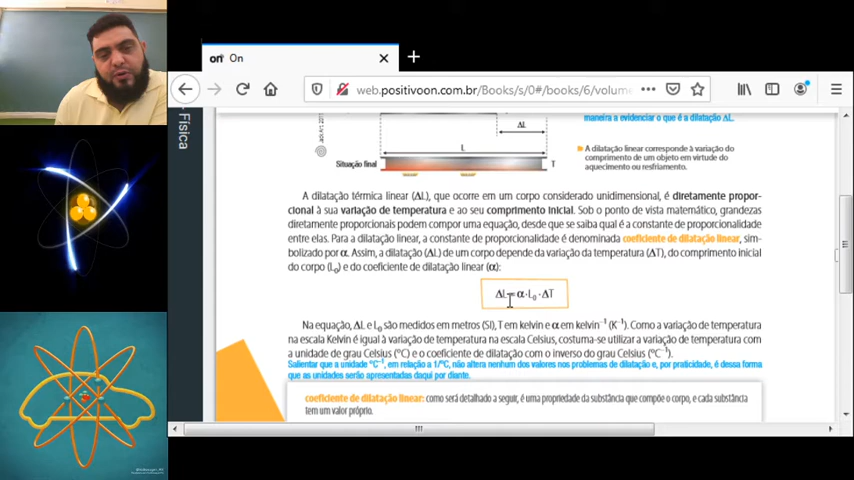 on On
web.positivoon.com.br/Books/s/0#/books/6/volume
Física
ΔL
L
Situação final
T
maneira a evidenciar o que é a dilatação ΔL.
A dilatação linear corresponde à variação do
comprimento de um objeto em virtude do
aquecimento ou resfriamento.
A dilatação térmica linear (ΔL), que ocorre em um corpo considerado unidimensional, é diretamente propor-
cional à sua variação de temperatura e ao seu comprimento inicial. Sob o ponto de vista matemático, grandezas
diretamente proporcionais podem compor uma equação, desde que se saiba qual é a constante de proporcionalidade
entre elas. Para a dilatação linear, a constante de proporcionalidade é denominada coeficiente de dilatação linear, sim-
bolizado por α. Assim, a dilatação (ΔL) de um corpo depende da variação da temperatura (ΔT), do comprimento inicial
do corpo (L₀) e do coeficiente de dilatação linear (α):
ΔL = α·L₀·ΔT
Na equação, ΔL e L₀ são medidos em metros (SI), T em kelvin e α em kelvin⁻¹ (K⁻¹). Como a variação de temperatura
na escala Kelvin é igual à variação de temperatura na escala Celsius, costuma-se utilizar a variação de temperatura com
a unidade de grau Celsius (°C) e o coeficiente de dilatação com o inverso do grau Celsius (°C⁻¹).
Salientar que a unidade °C⁻¹, em relação a 1/°C, não altera nenhum dos valores nos problemas de dilatação e, por praticidade, é dessa forma
que as unidades serão apresentadas daqui por diante.
coeficiente de dilatação linear: como será detalhado a seguir, é uma propriedade da substância que compõe o corpo, e cada substância
tem um valor próprio.